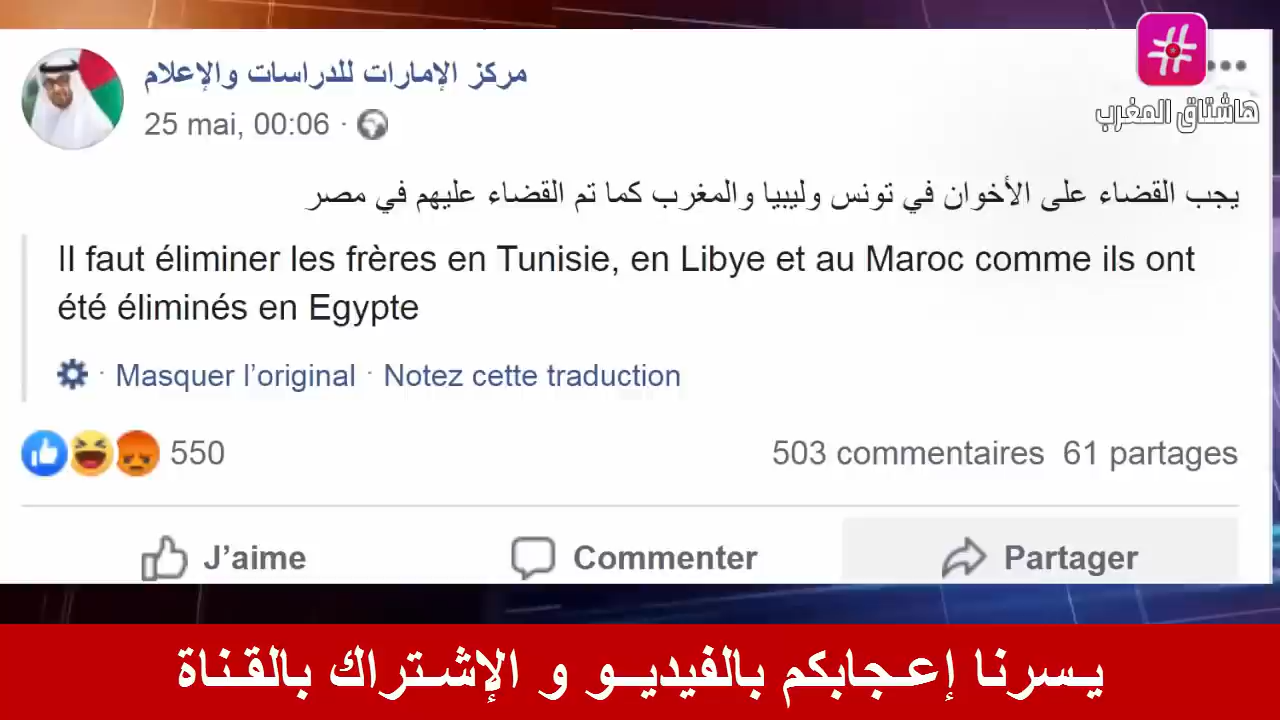 مركز الإمارات للدراسات والإعلام
25 mai, 00:06 ·
هاشتاق المغرب
يجب القضاء على الأخوان في تونس وليبيا والمغرب كما تم القضاء عليهم في مصر
Il faut éliminer les frères en Tunisie, en Libye et au Maroc comme ils ont
été éliminés en Egypte
· Masquer l’original · Notez cette traduction
550 503 commentaires 61 partages
J’aime Commenter Partager
يسرنا إعجابكم بالفيديو و الإشتراك بالقناة